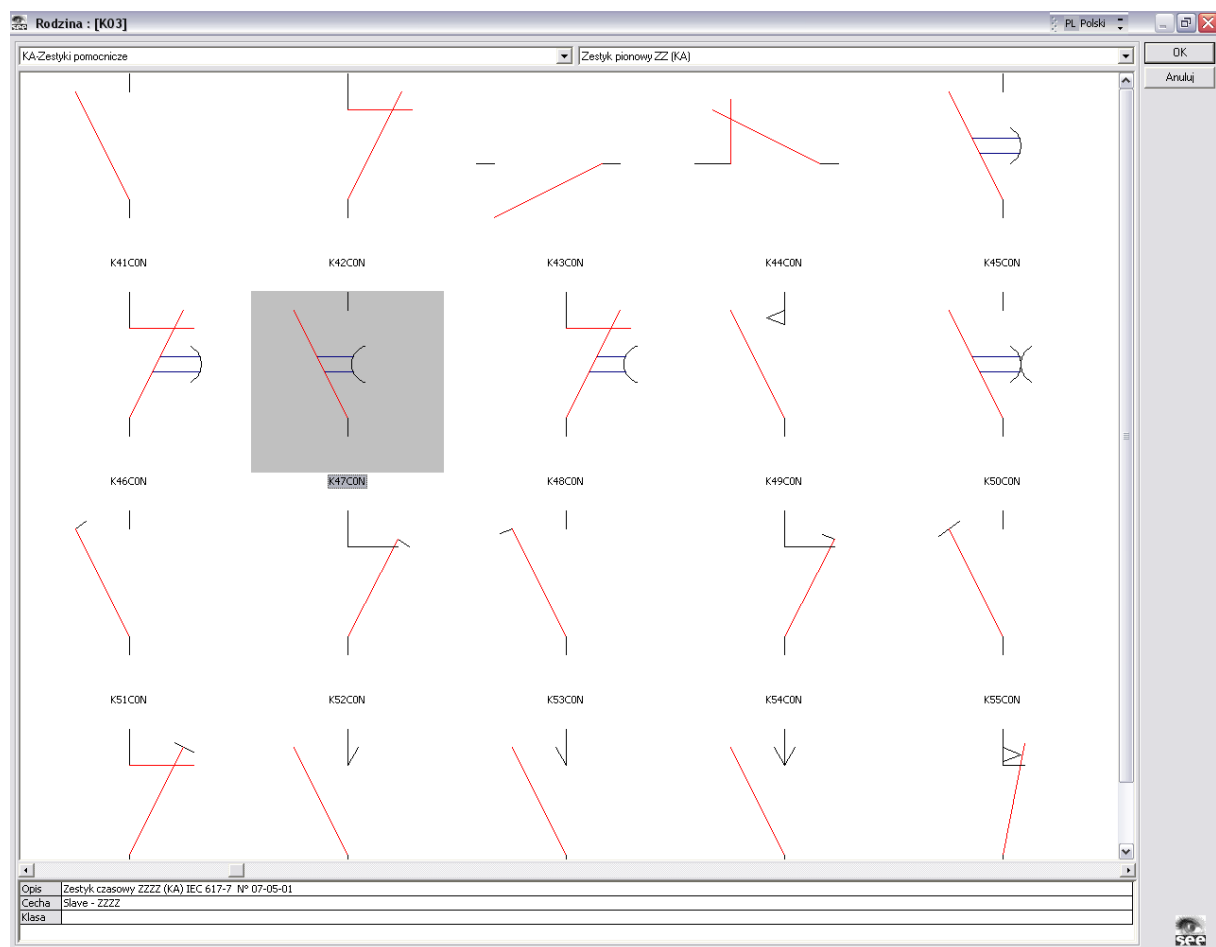 see Rodzina : [K03] PL Polski
KA-Zestyki pomocnicze Zestyk pionowy ZZ (KA) OK
Anuluj
K41C0N K42C0N K43C0N K44C0N K45C0N
K46C0N K47C0N K48C0N K49C0N K50C0N
K51C0N K52C0N K53C0N K54C0N K55C0N
Opis Zestyk czasowy ZZZZ (KA) IEC 617-7 N° 07-05-01
Cecha Slave - ZZZZ
Klasa
see